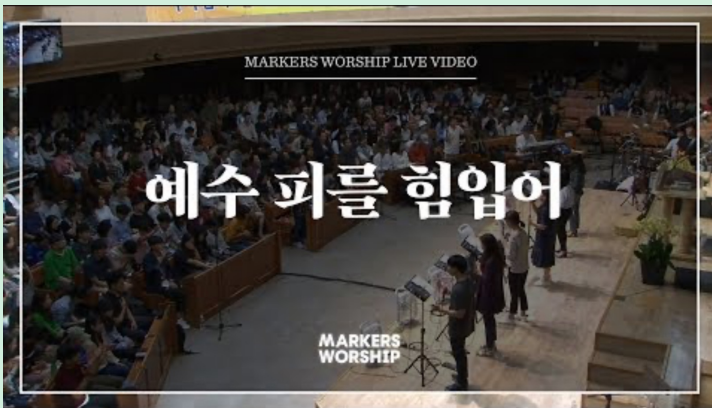 MARKERS WORSHIP LIVE VIDEO
예수 피를 힘입어
MARKERS
WORSHIP